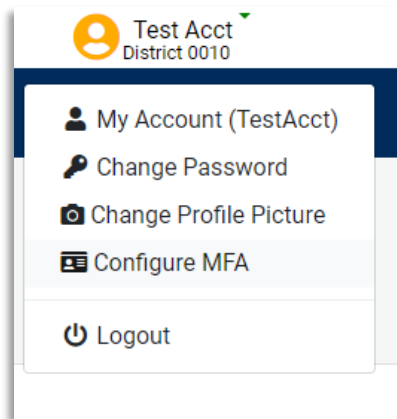 Test Acct
District 0010
My Account (TestAcct)
Change Password
Change Profile Picture
Configure MFA
Logout